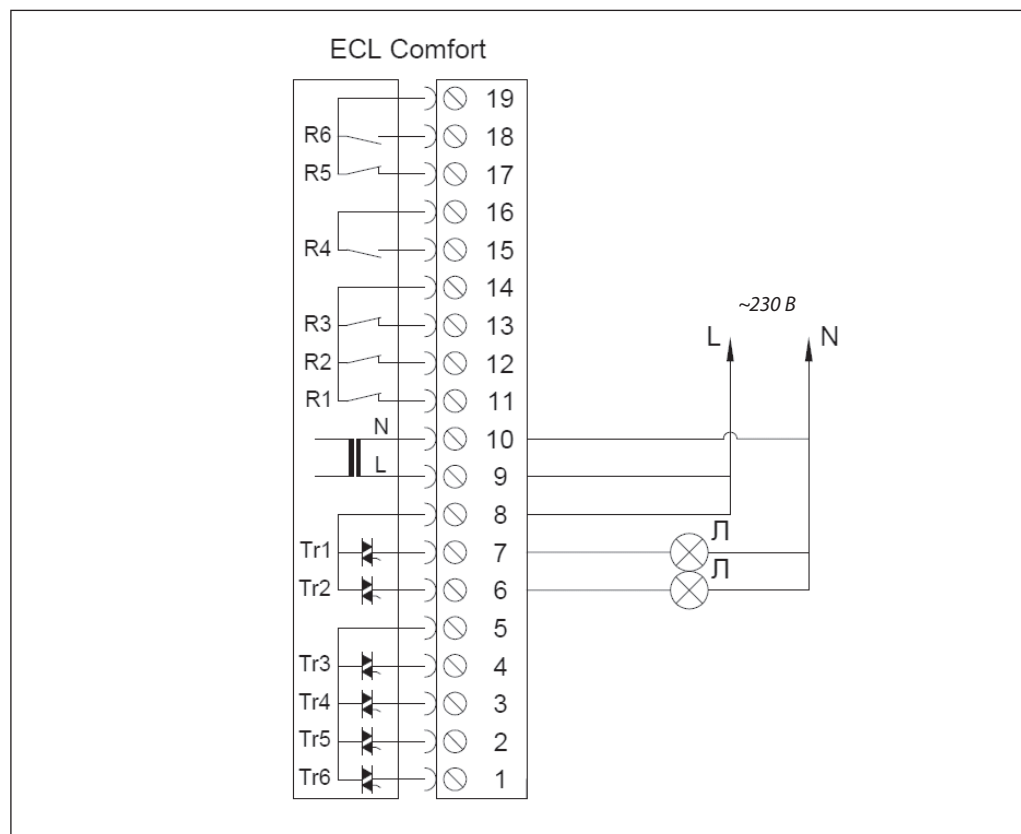 ECL Comfort
19
R6 18
R5 17
16
R4 15
14
~230 В
R3 13
L N
R2 12
R1 11
N 10
L 9
8
Л
Tr1 7
Л
Tr2 6
5
Tr3 4
Tr4 3
Tr5 2
Tr6 1